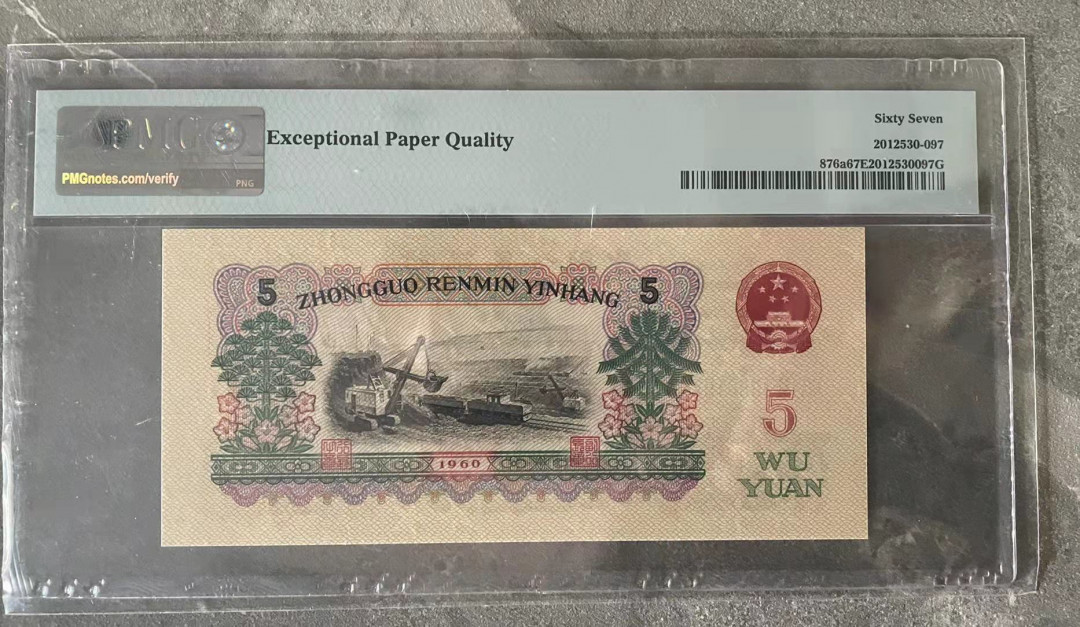 PMG
Exceptional Paper Quality
Sixty Seven
2012530-097
PMGnotes.com/verify
PNG
876a67E2012530097G
5 ZHONGGUO RENMIN YINHANG 5
5
1960
WU
YUAN